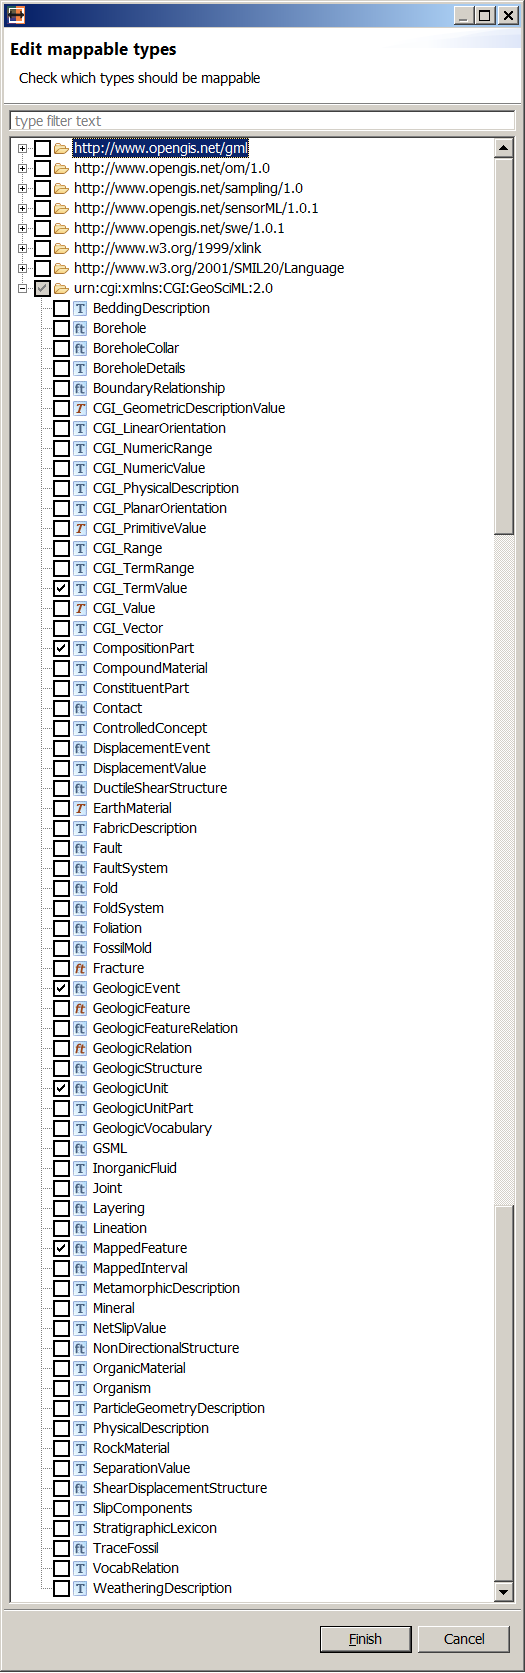 Edit mappable types
Check which types should be mappable
type filter text
http://www.opengis.net/gml
http://www.opengis.net/om/1.0
http://www.opengis.net/sampling/1.0
http://www.opengis.net/sensorML/1.0.1
http://www.opengis.net/swe/1.0.1
http://www.w3.org/1999/xlink
http://www.w3.org/2001/SMIL20/Language
urn:cgi:xmlns:CGI:GeoSciML:2.0
T BeddingDescription
ft Borehole
ft BoreholeCollar
T BoreholeDetails
ft BoundaryRelationship
T CGI_GeometricDescriptionValue
T CGI_LinearOrientation
T CGI_NumericRange
T CGI_NumericValue
T CGI_PhysicalDescription
T CGI_PlanarOrientation
T CGI_PrimitiveValue
T CGI_Range
T CGI_TermRange
T CGI_TermValue
T CGI_Value
T CGI_Vector
T CompositionPart
T CompoundMaterial
T ConstituentPart
ft Contact
T ControlledConcept
ft DisplacementEvent
T DisplacementValue
ft DuctileShearStructure
T EarthMaterial
T FabricDescription
ft Fault
ft FaultSystem
ft Fold
ft FoldSystem
ft Foliation
ft FossilMold
ft Fracture
ft GeologicEvent
ft GeologicFeature
ft GeologicFeatureRelation
ft GeologicRelation
ft GeologicStructure
ft GeologicUnit
T GeologicUnitPart
T GeologicVocabulary
ft GSML
T InorganicFluid
ft Joint
ft Layering
ft Lineation
ft MappedFeature
ft MappedInterval
T MetamorphicDescription
T Mineral
T NetSlipValue
ft NonDirectionalStructure
T OrganicMaterial
T Organism
T ParticleGeometryDescription
T PhysicalDescription
T RockMaterial
T SeparationValue
ft ShearDisplacementStructure
T SlipComponents
T StratigraphicLexicon
ft TraceFossil
T VocabRelation
T WeatheringDescription
Finish Cancel